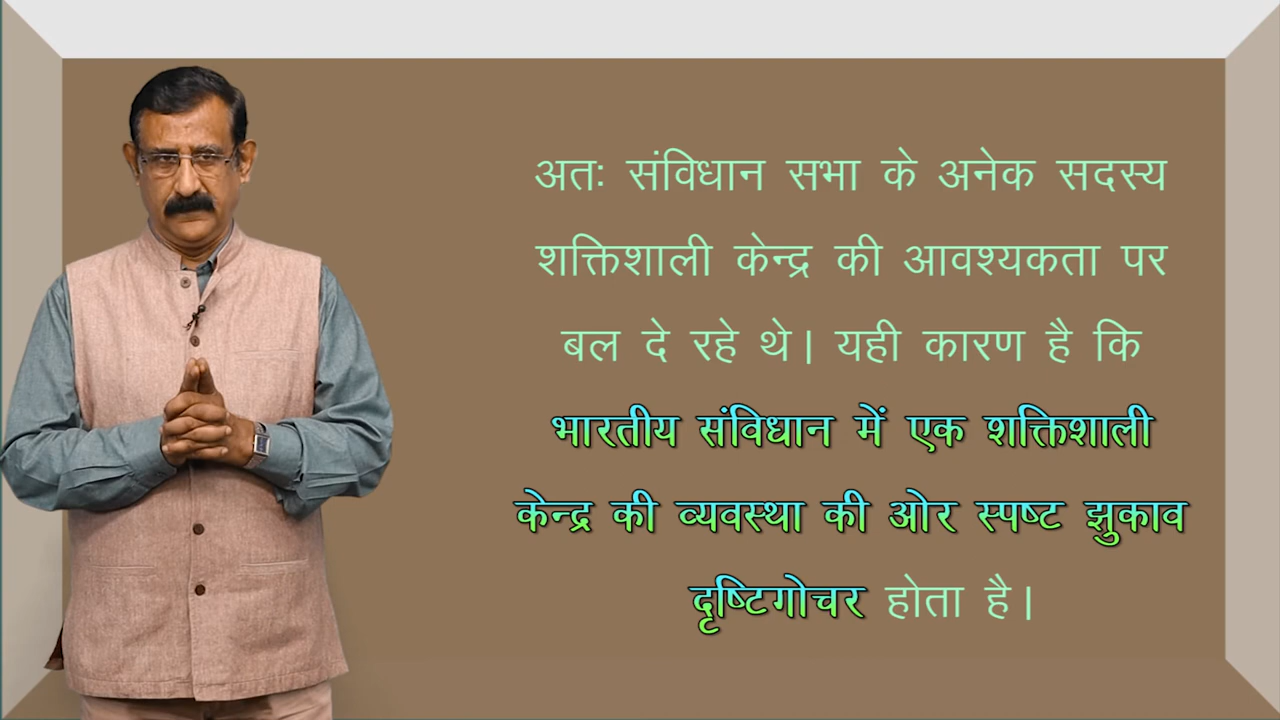 अतः संविधान सभा के अनेक सदस्य
शक्तिशाली केन्द्र की आवश्यकता पर
बल दे रहे थे। यही कारण है कि
भारतीय संविधान में एक शक्तिशाली
केन्द्र की व्यवस्था की ओर स्पष्ट झुकाव
दृष्टिगोचर होता है।